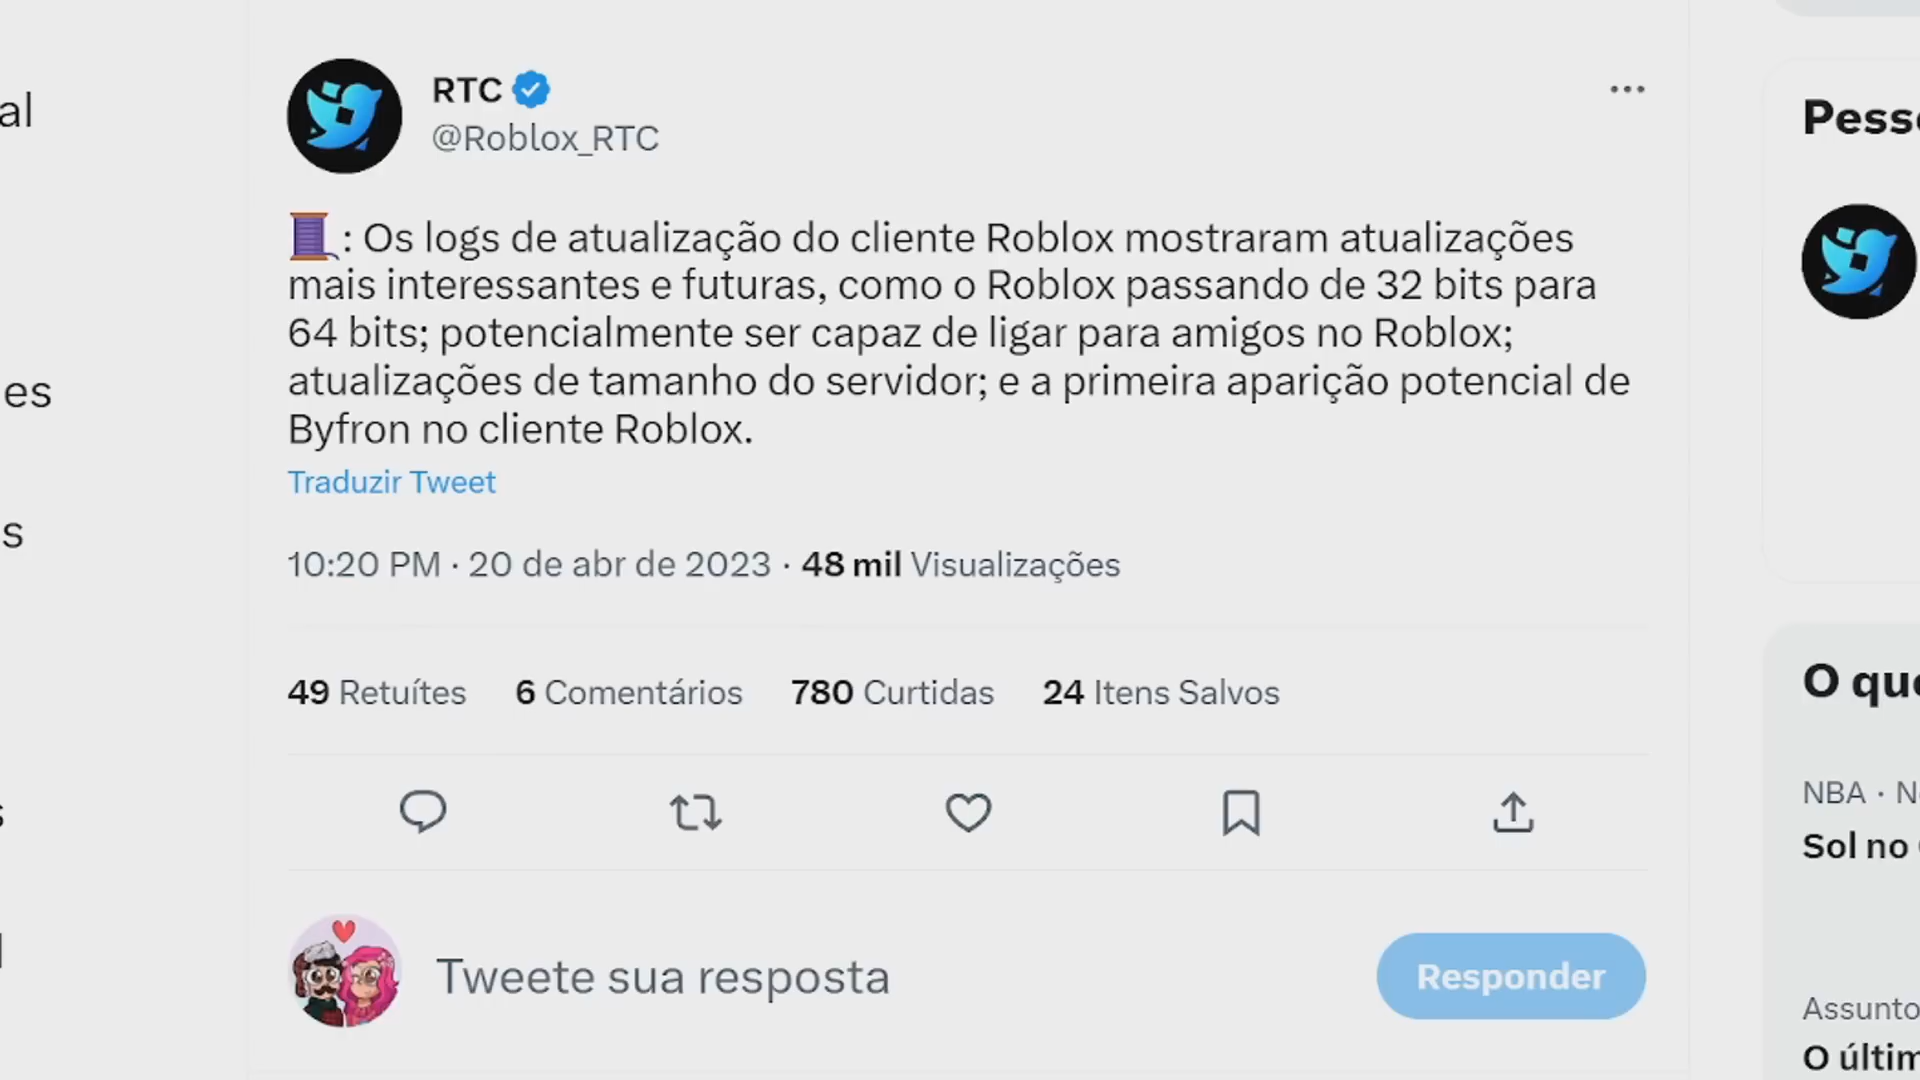 al
es
s
RTC
@Roblox_RTC
: Os logs de atualização do cliente Roblox mostraram atualizações
mais interessantes e futuras, como o Roblox passando de 32 bits para
64 bits; potencialmente ser capaz de ligar para amigos no Roblox;
atualizações de tamanho do servidor; e a primeira aparição potencial de
Byfron no cliente Roblox.
Traduzir Tweet
10:20 PM · 20 de abr de 2023 · 48 mil Visualizações
49 Retuítes 6 Comentários 780 Curtidas 24 Itens Salvos
Tweete sua resposta
Responder
Pess
O qu
NBA · N
Sol no
Assunto
O últim